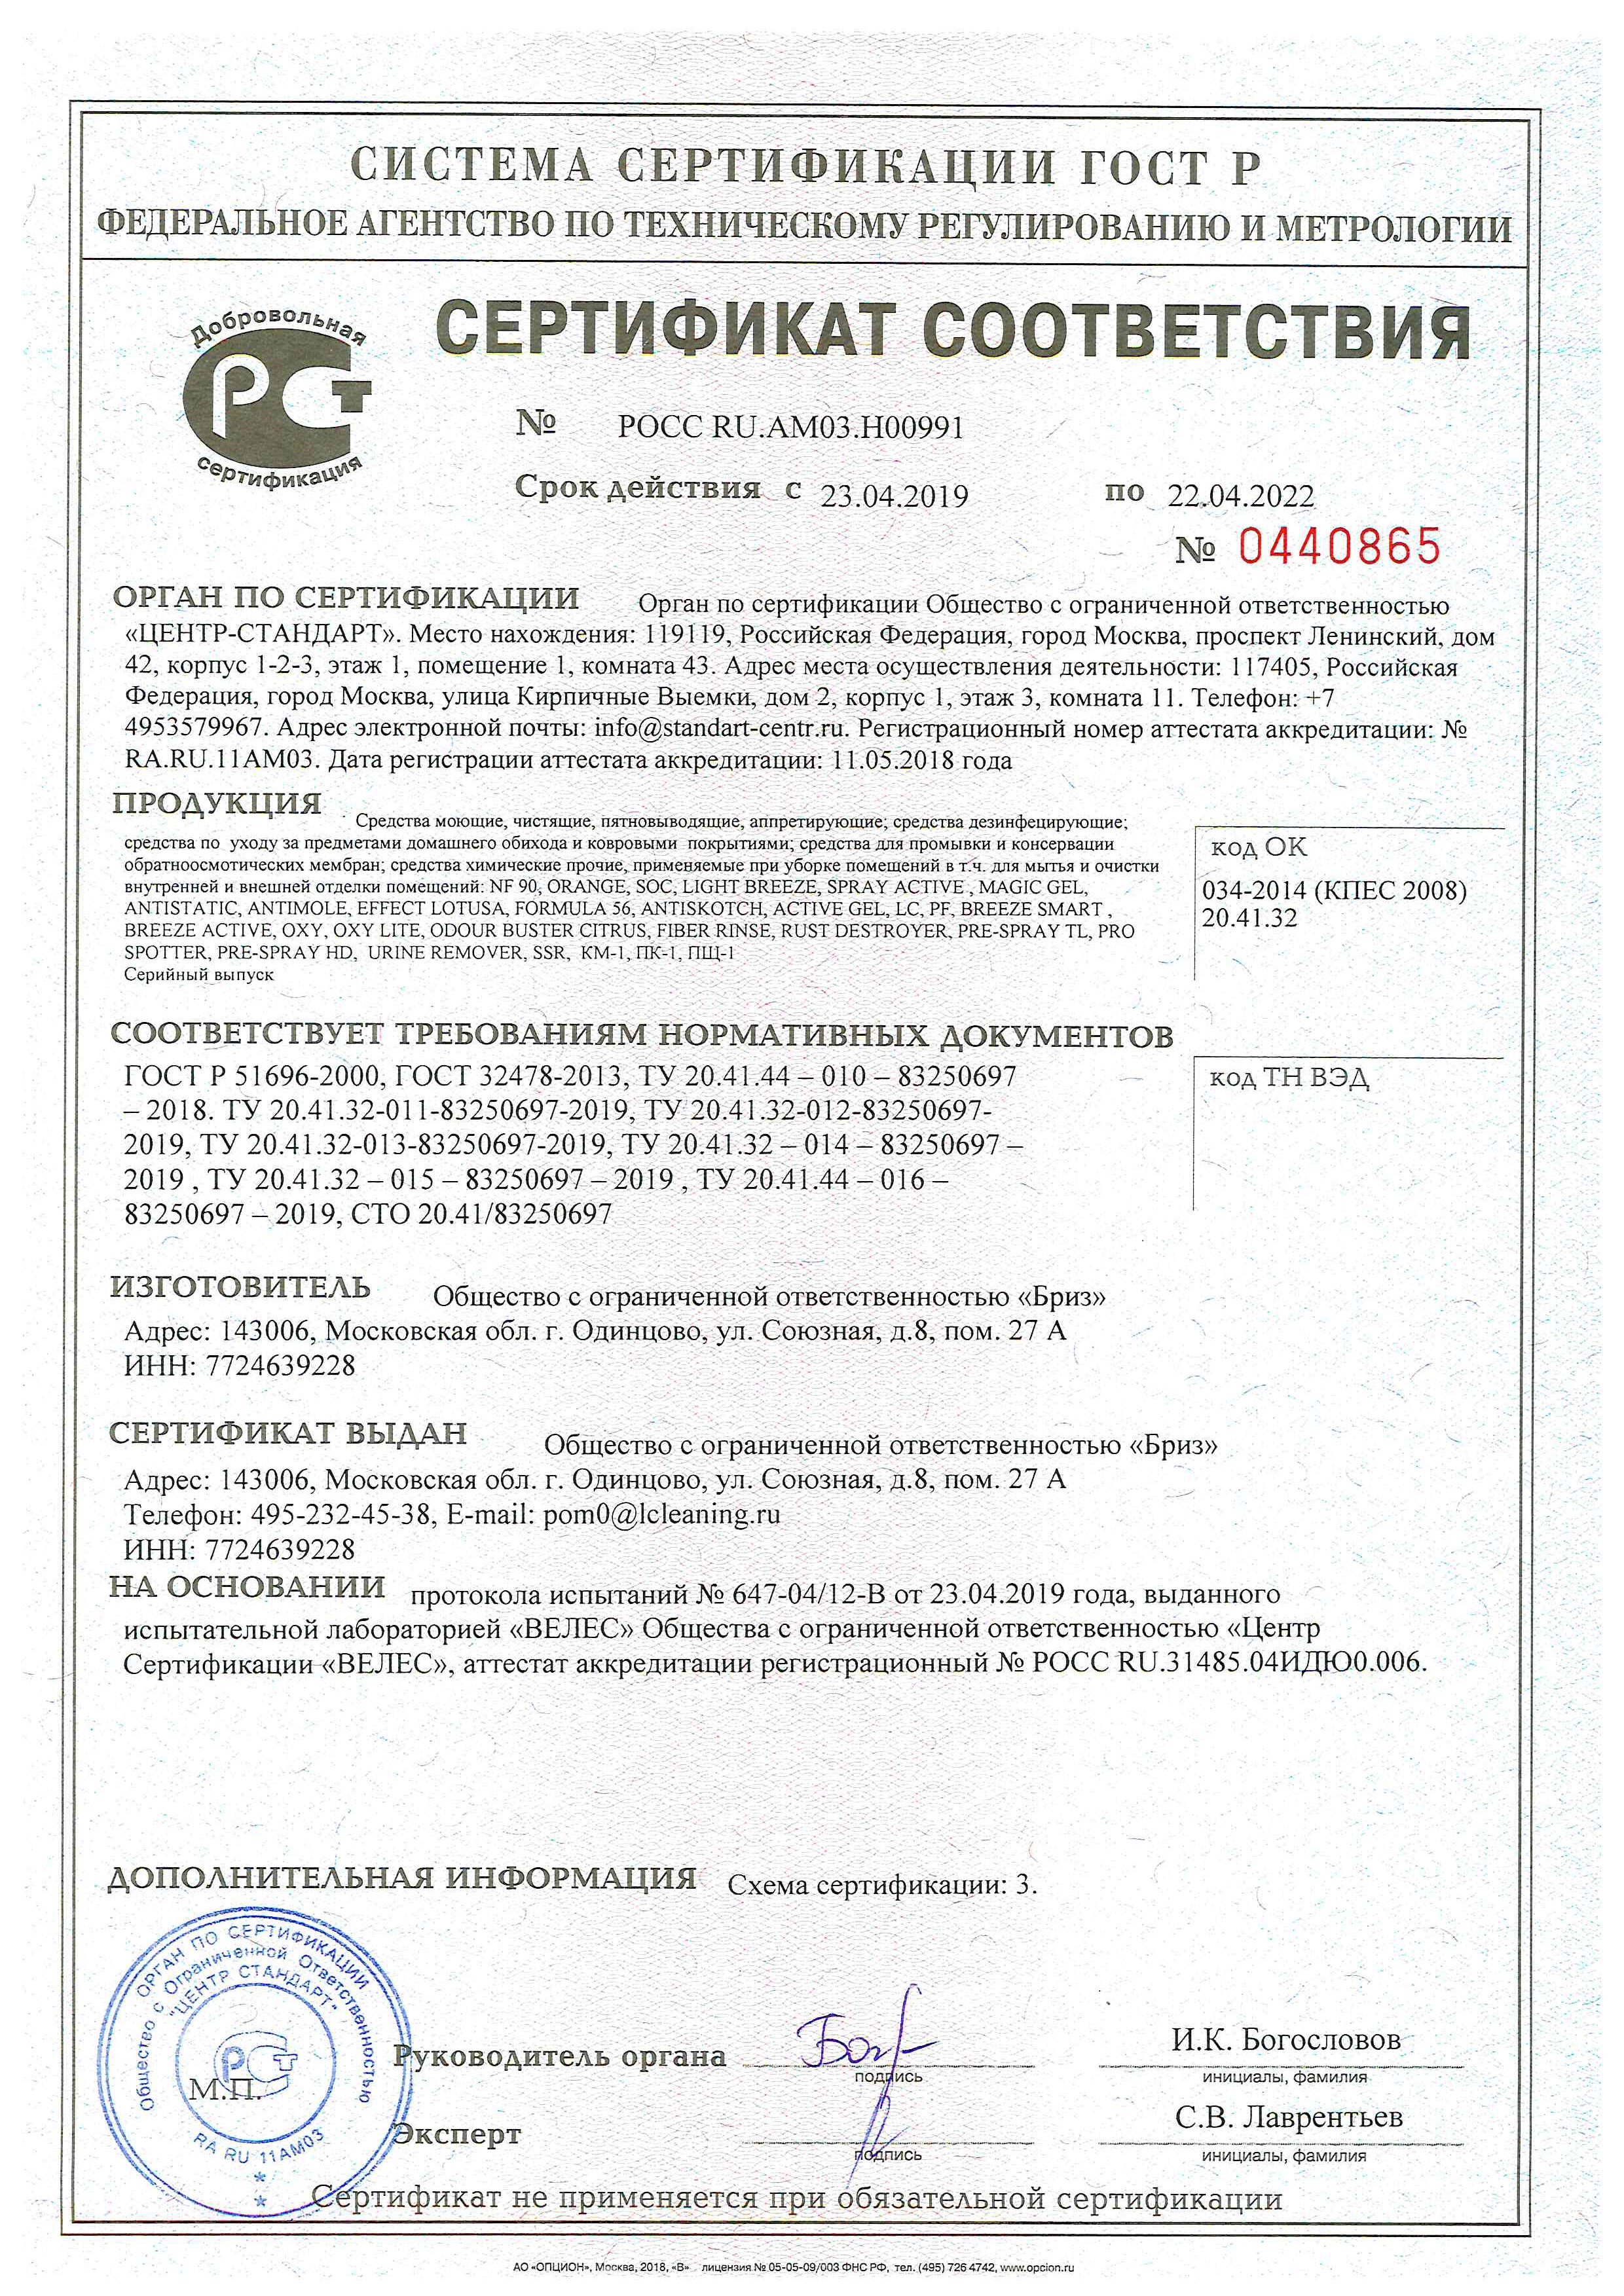 СИСТЕМА СЕРТИФИКАЦИИ ГОСТ Р
ФЕДЕРАЛЬНОЕ АГЕНТСТВО ПО ТЕХНИЧЕСКОМУ РЕГУЛИРОВАНИЮ И МЕТРОЛОГИИ
Добровольная
РСТ
сертификация
СЕРТИФИКАТ СООТВЕТСТВИЯ
№ РОСС RU.АМ03.Н00991
Срок действия с 23.04.2019 по 22.04.2022
№ 0440865
ОРГАН ПО СЕРТИФИКАЦИИ Орган по сертификации Общество с ограниченной ответственностью
«ЦЕНТР-СТАНДАРТ». Место нахождения: 119119, Российская Федерация, город Москва, проспект Ленинский, дом
42, корпус 1-2-3, этаж 1, помещение 1, комната 43. Адрес места осуществления деятельности: 117405, Российская
Федерация, город Москва, улица Кирпичные Выемки, дом 2, корпус 1, этаж 3, комната 11. Телефон: +7
4953579967. Адрес электронной почты: info@standart-centr.ru. Регистрационный номер аттестата аккредитации: №
RA.RU.11АМ03. Дата регистрации аттестата аккредитации: 11.05.2018 года
ПРОДУКЦИЯ Средства моющие, чистящие, пятновыводящие, аппретирующие; средства дезинфецирующие;
средства по уходу за предметами домашнего обихода и ковровыми покрытиями; средства для промывки и консервации
обратноосмотических мембран; средства химические прочие, применяемые при уборке помещений в т.ч. для мытья и очистки
внутренней и внешней отделки помещений: NF 90, ORANGE, SOC, LIGHT BREEZE, SPRAY ACTIVE , MAGIC GEL,
ANTISTATIC, ANTIMOLE, EFFECT LOTUSA, FORMULA 56, ANTISKOTCH, ACTIVE GEL, LC, PF, BREEZE SMART ,
BREEZE ACTIVE, OXY, OXY LITE, ODOUR BUSTER CITRUS, FIBER RINSE, RUST DESTROYER, PRE-SPRAY TL, PRO
SPOTTER, PRE-SPRAY HD, URINE REMOVER, SSR, КМ-1, ПК-1, ПЩ-1
Серийный выпуск
код ОК
034-2014 (КПЕС 2008)
20.41.32
СООТВЕТСТВУЕТ ТРЕБОВАНИЯМ НОРМАТИВНЫХ ДОКУМЕНТОВ
ГОСТ Р 51696-2000, ГОСТ 32478-2013, ТУ 20.41.44 – 010 – 83250697
– 2018. ТУ 20.41.32-011-83250697-2019, ТУ 20.41.32-012-83250697-
2019, ТУ 20.41.32-013-83250697-2019, ТУ 20.41.32 – 014 – 83250697 –
2019 , ТУ 20.41.32 – 015 – 83250697 – 2019 , ТУ 20.41.44 – 016 –
83250697 – 2019, СТО 20.41/83250697
код ТН ВЭД
ИЗГОТОВИТЕЛЬ Общество с ограниченной ответственностью «Бриз»
Адрес: 143006, Московская обл. г. Одинцово, ул. Союзная, д.8, пом. 27 А
ИНН: 7724639228
СЕРТИФИКАТ ВЫДАН Общество с ограниченной ответственностью «Бриз»
Адрес: 143006, Московская обл. г. Одинцово, ул. Союзная, д.8, пом. 27 А
Телефон: 495-232-45-38, E-mail: pom0@lcleaning.ru
ИНН: 7724639228
НА ОСНОВАНИИ протокола испытаний № 647-04/12-В от 23.04.2019 года, выданного
испытательной лабораторией «ВЕЛЕС» Общества с ограниченной ответственностью «Центр
Сертификации «ВЕЛЕС», аттестат аккредитации регистрационный № РОСС RU.31485.04ИДЮ0.006.
ДОПОЛНИТЕЛЬНАЯ ИНФОРМАЦИЯ Схема сертификации: 3.
ОРГАН ПО СЕРТИФИКАЦИИ
Общество с Ограниченной Ответственностью
"ЦЕНТР СТАНДАРТ"
РСТ
М.П.
RA RU 11АМ03
Руководитель органа
подпись
И.К. Богословов
инициалы, фамилия
Эксперт
подпись
С.В. Лаврентьев
инициалы, фамилия
Сертификат не применяется при обязательной сертификации
АО «ОПЦИОН», Москва, 2018, «В» лицензия № 05-05-09/003 ФНС РФ, тел. (495) 726 4742, www.opcion.ru